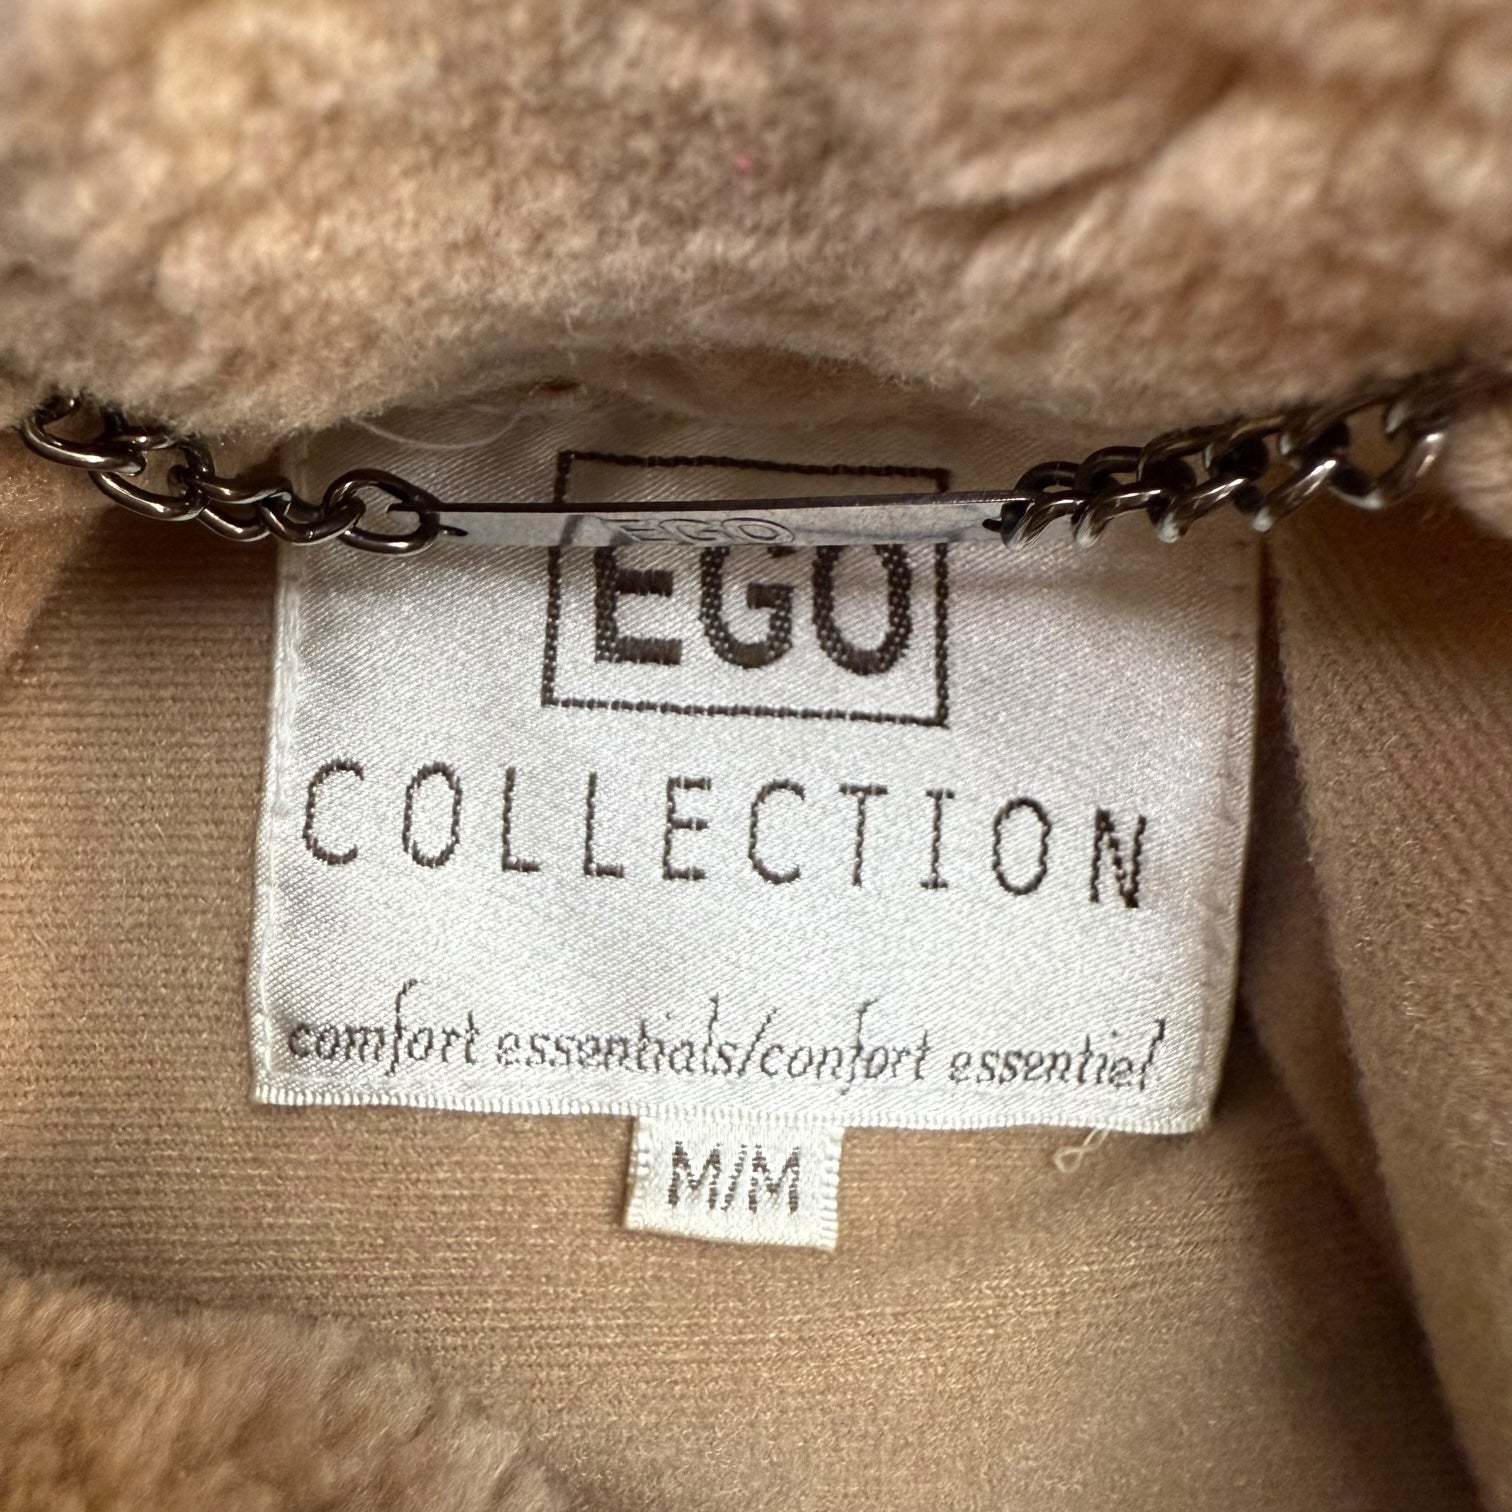 EGO
EGO
COLLECTION
comfort essentials/confort essentiel
M/M